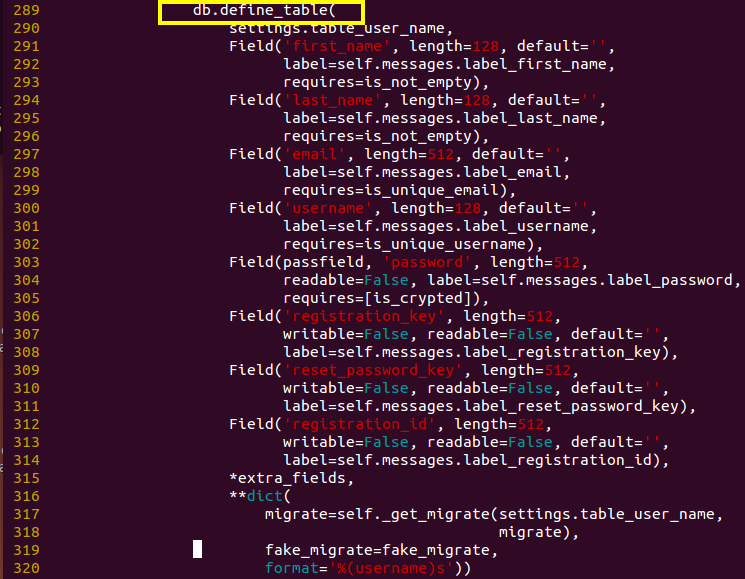 289 db.define_table(
290 settings.table_user_name,
291 Field('first_name', length=128, default='',
292 label=self.messages.label_first_name,
293 requires=is_not_empty),
294 Field('last_name', length=128, default='',
295 label=self.messages.label_last_name,
296 requires=is_not_empty),
297 Field('email', length=512, default='',
298 label=self.messages.label_email,
299 requires=is_unique_email),
300 Field('username', length=128, default='',
301 label=self.messages.label_username,
302 requires=is_unique_username),
303 Field(passfield, 'password', length=512,
304 readable=False, label=self.messages.label_password,
305 requires=[is_crypted]),
306 Field('registration_key', length=512,
307 writable=False, readable=False, default='',
308 label=self.messages.label_registration_key),
309 Field('reset_password_key', length=512,
310 writable=False, readable=False, default='',
311 label=self.messages.label_reset_password_key),
312 Field('registration_id', length=512,
313 writable=False, readable=False, default='',
314 label=self.messages.label_registration_id),
315 *extra_fields,
316 **dict(
317 migrate=self._get_migrate(settings.table_user_name,
318 migrate),
319 fake_migrate=fake_migrate,
320 format='%(username)s'))